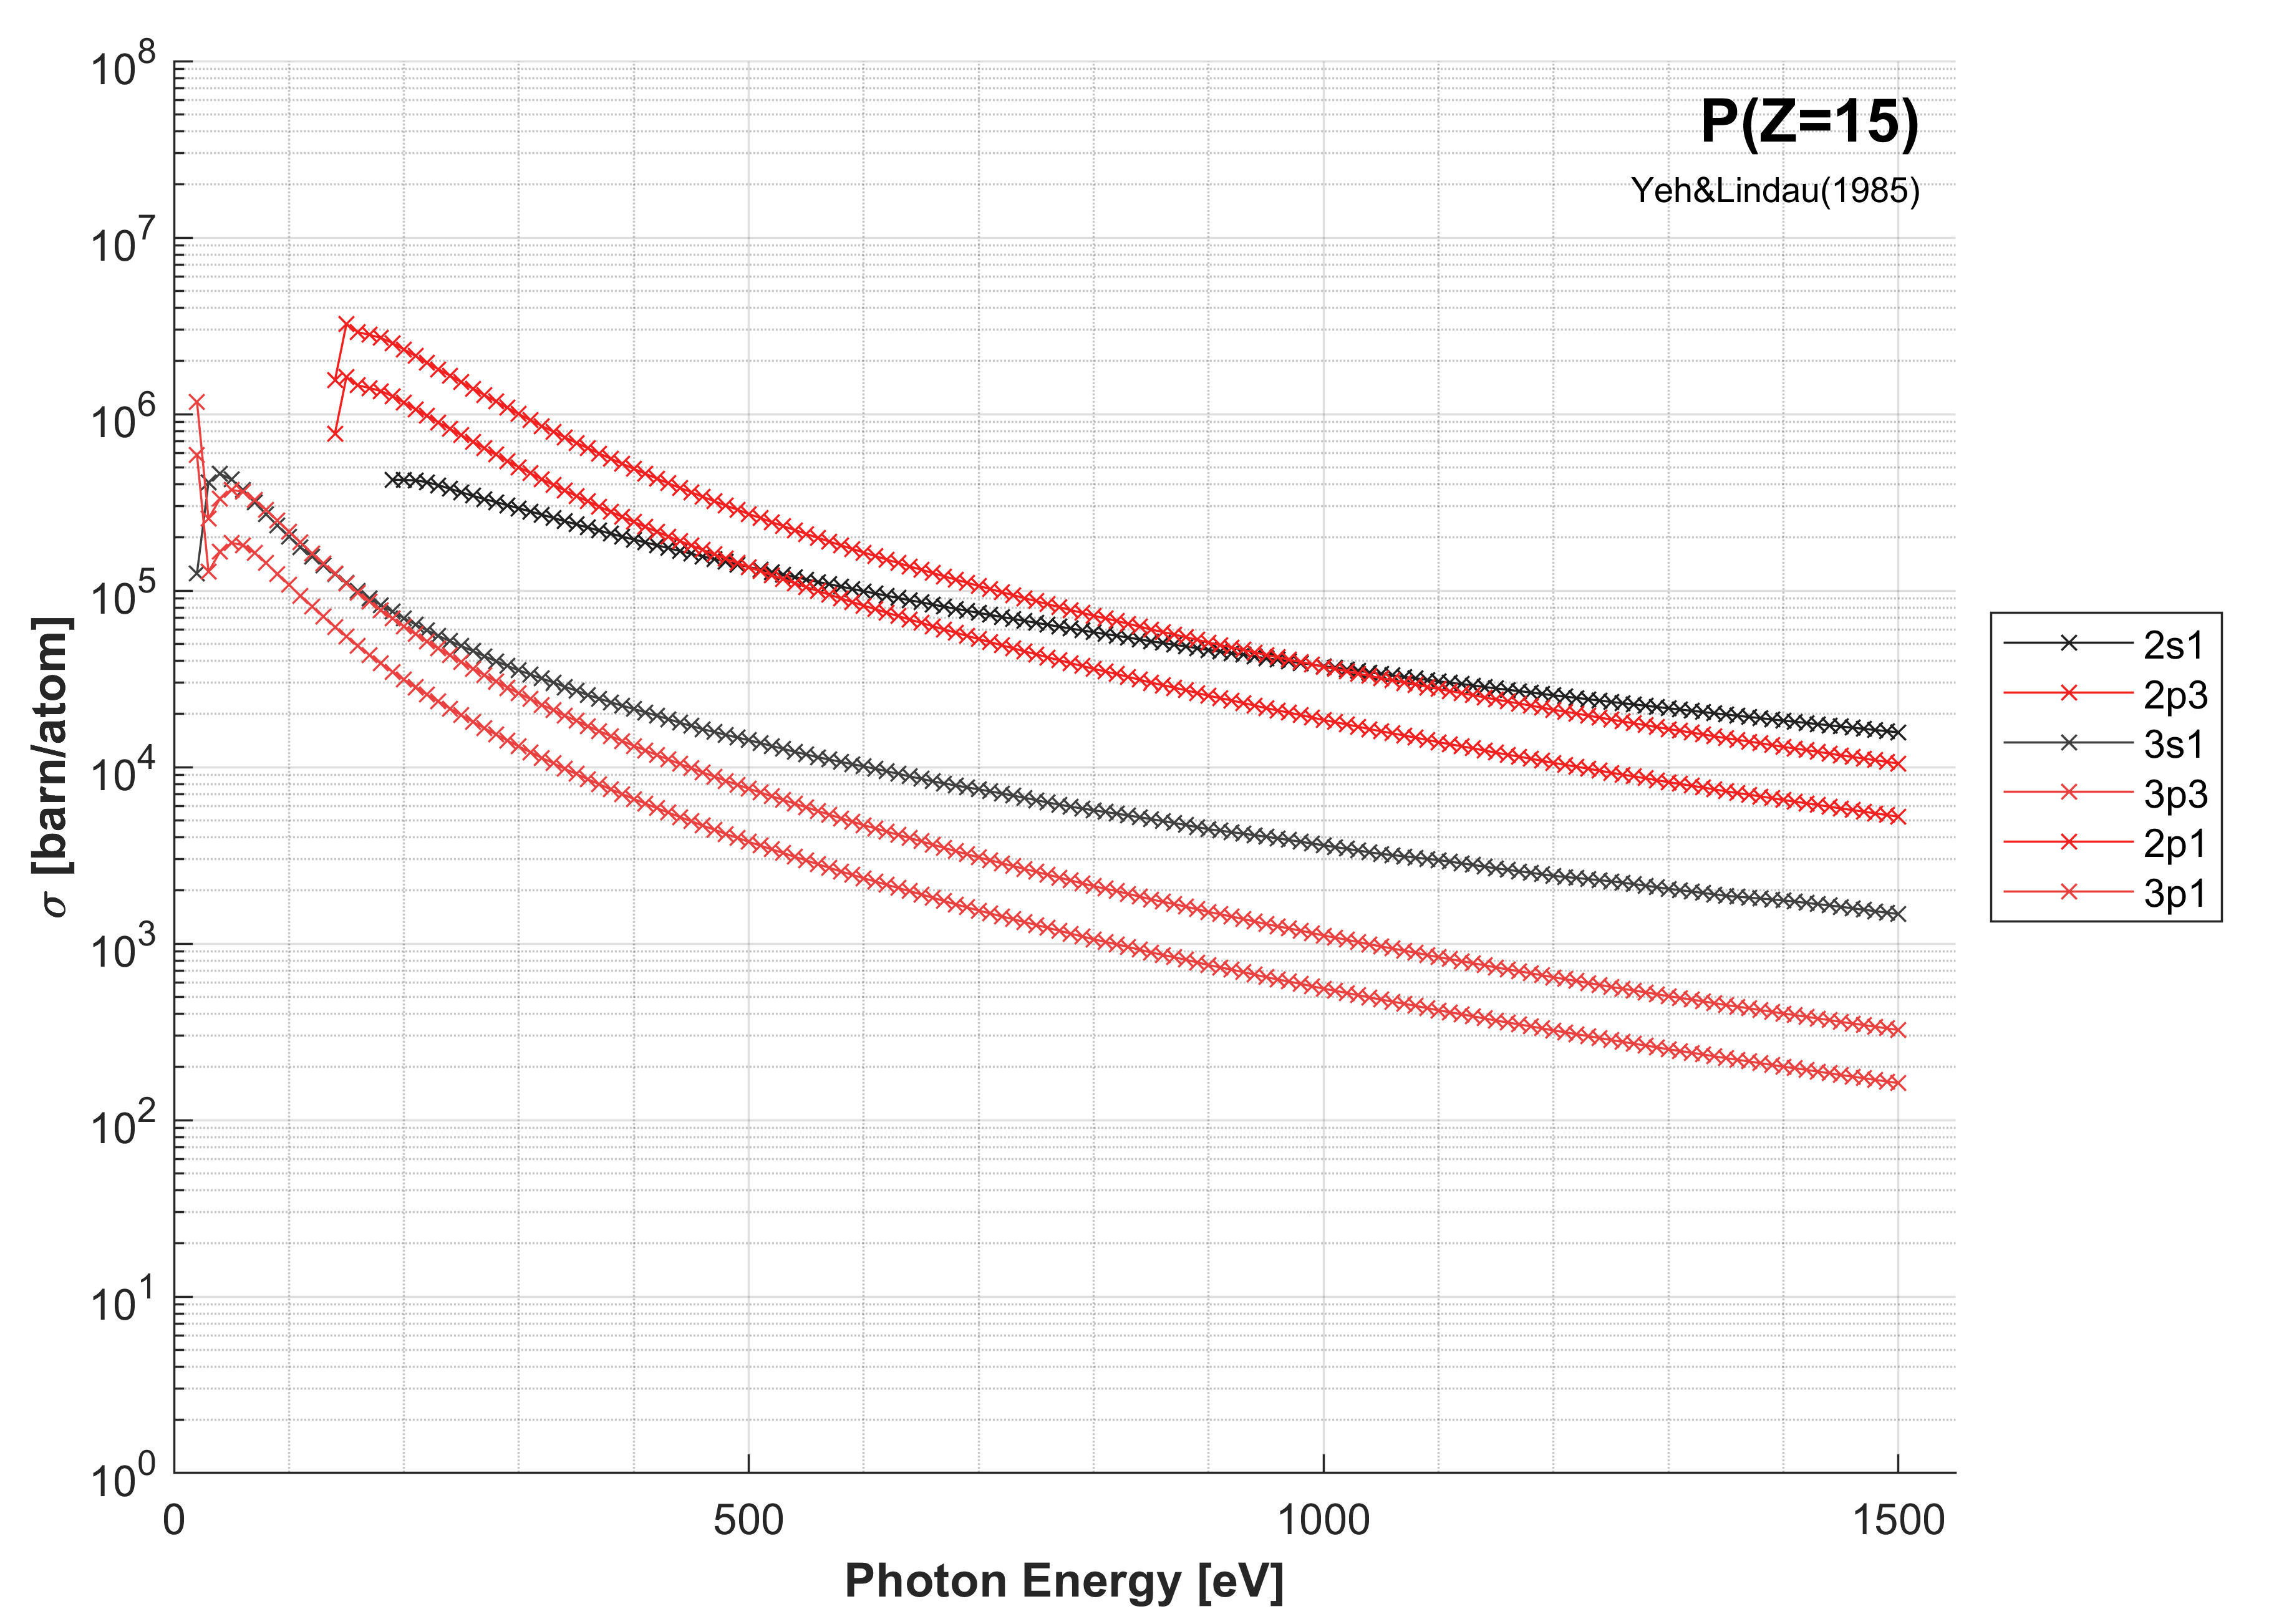 P(Z=15)
Yeh&Lindau(1985)
σ [barn/atom]
10^8
10^7
10^6
10^5
10^4
10^3
10^2
10^1
10^0
0 500 1000 1500
Photon Energy [eV]
2s1
2p3
3s1
3p3
2p1
3p1